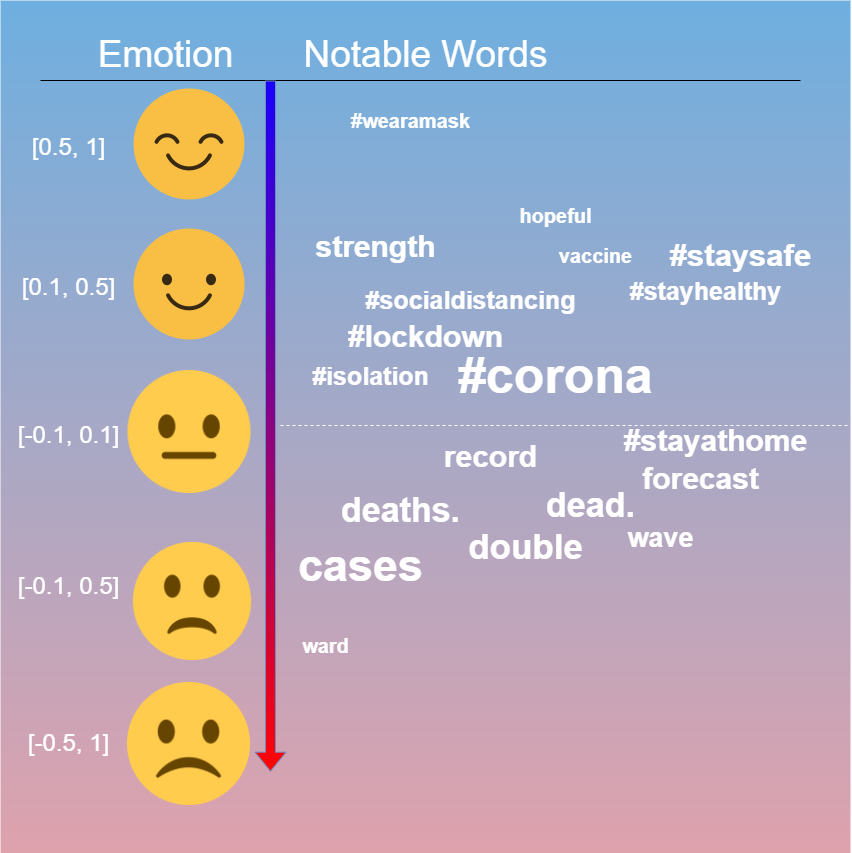 Emotion Notable Words
[0.5, 1] #wearamask
hopeful
strength
vaccine #staysafe
[0.1, 0.5] #socialdistancing #stayhealthy
#lockdown
#isolation #corona
[-0.1, 0.1] #stayathome
record
forecast
deaths. dead.
double wave
cases
[-0.1, 0.5]
ward
[-0.5, 1]